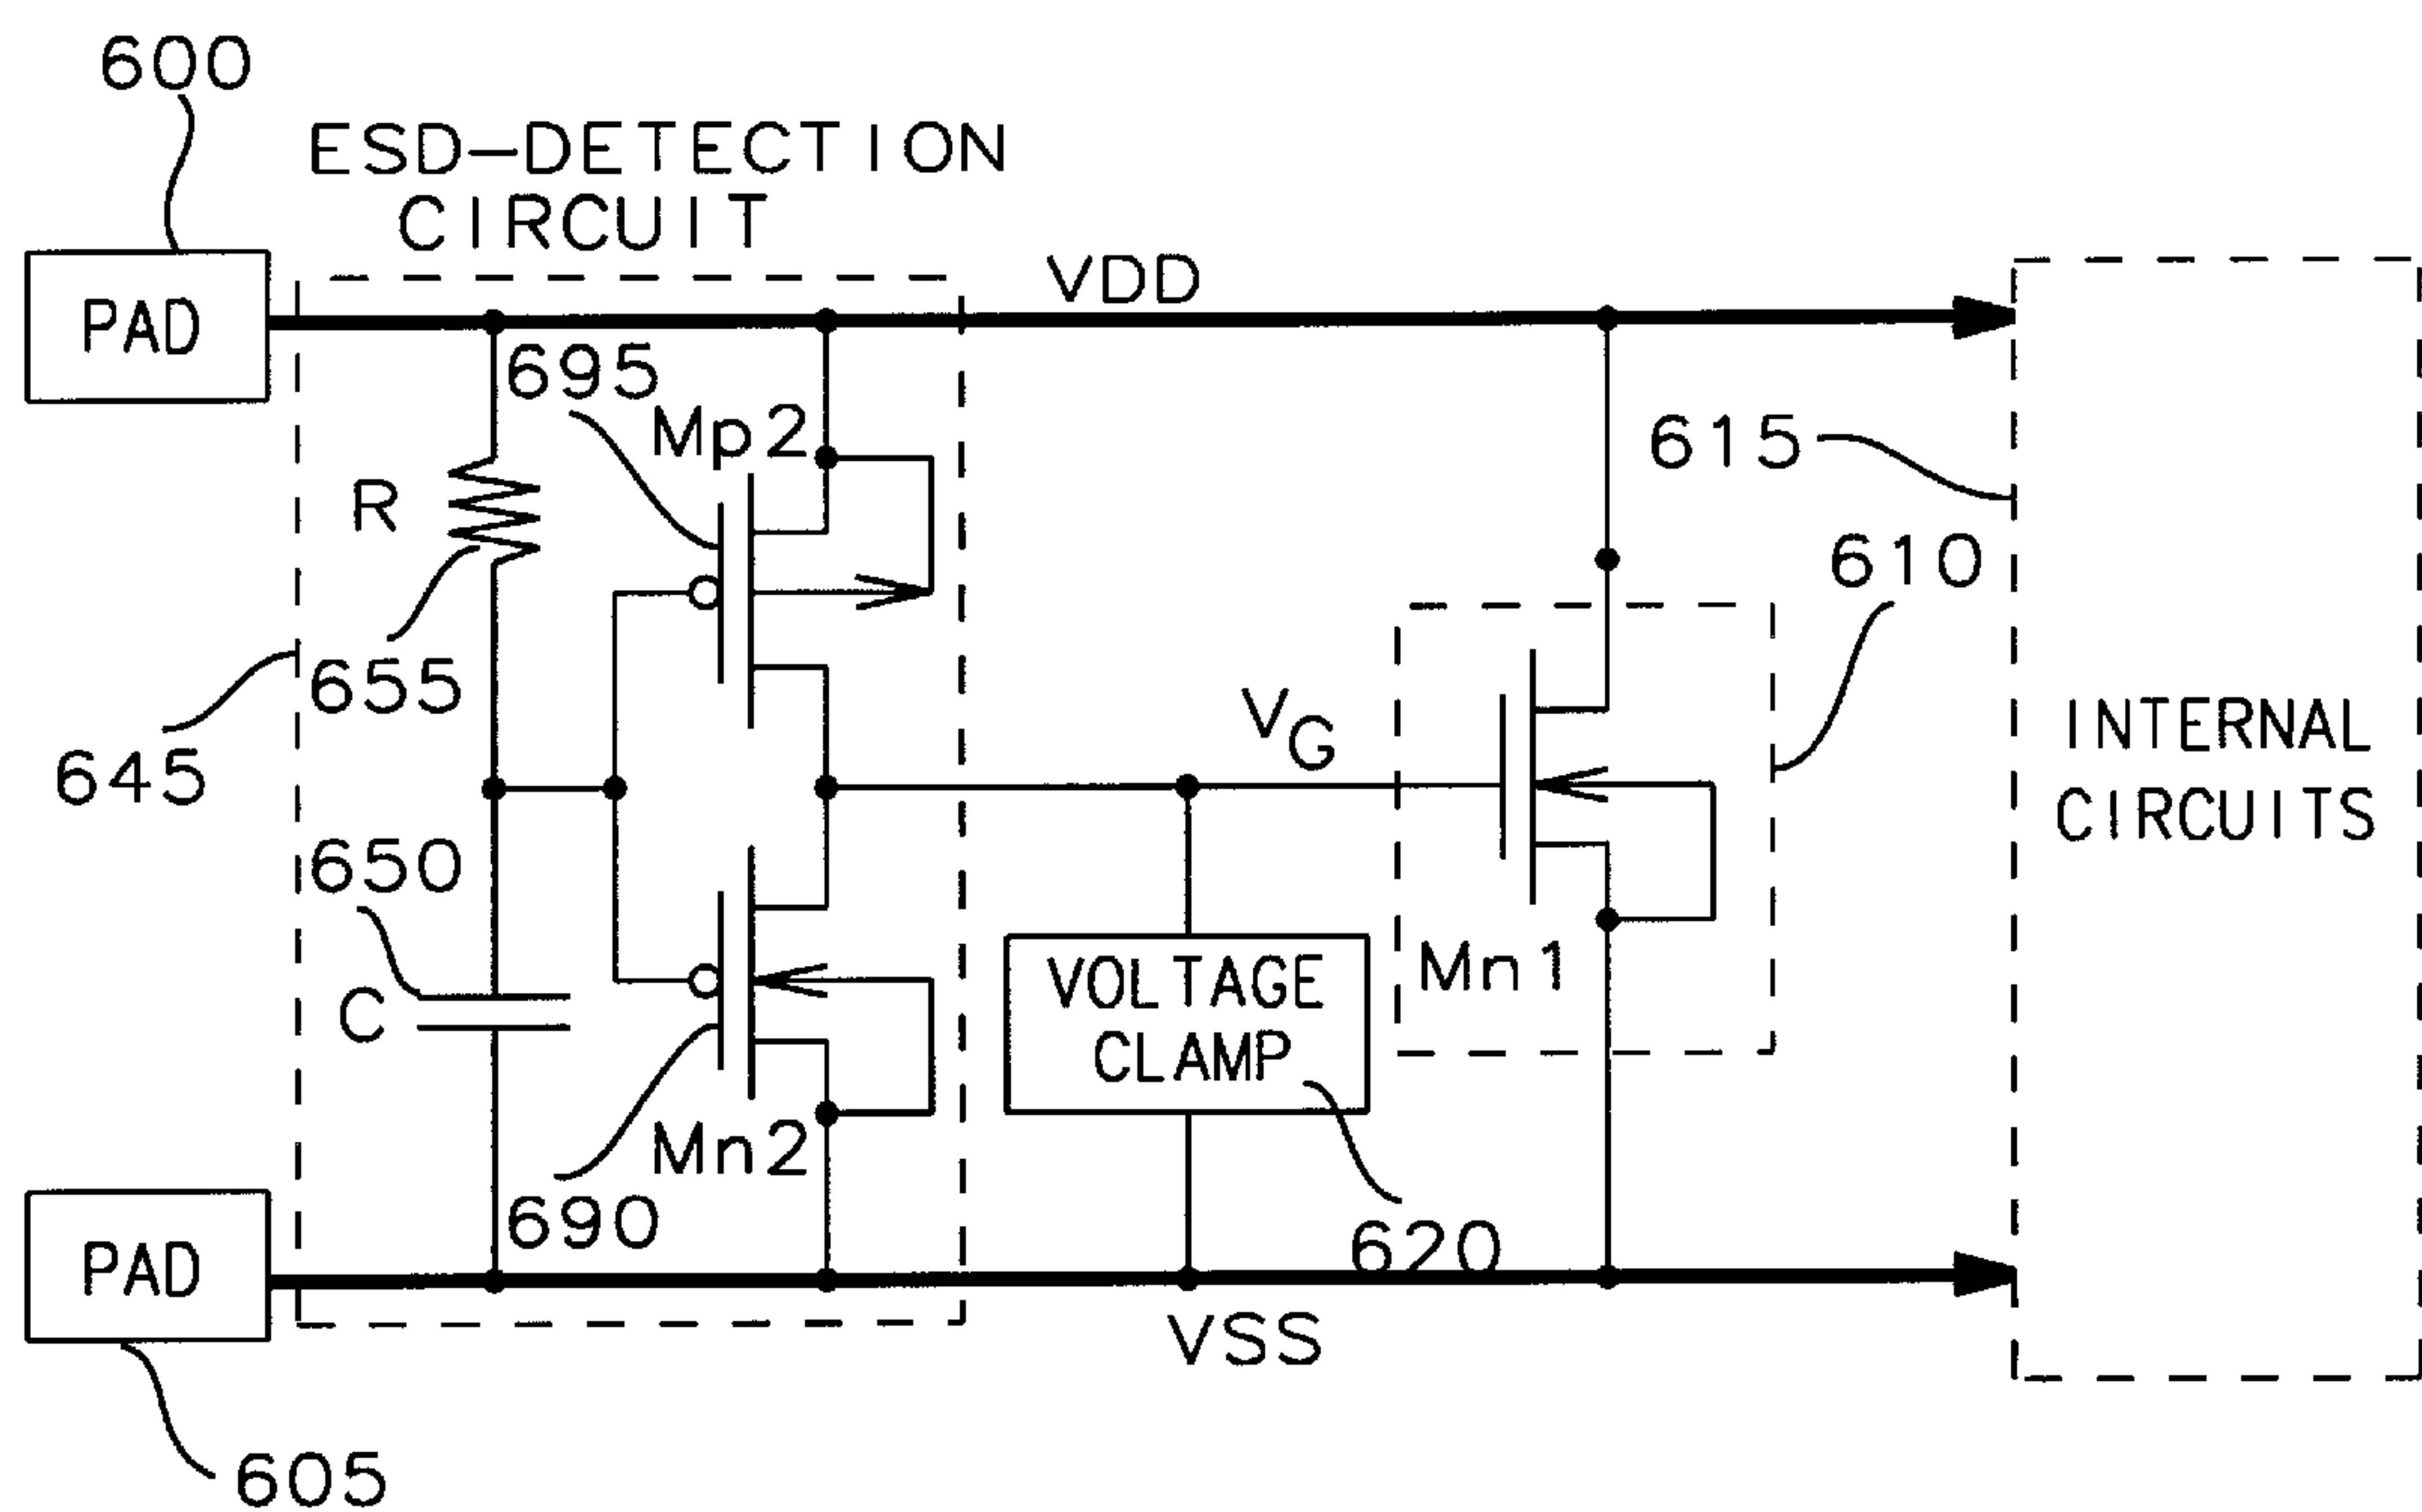 600
ESD-DETECTION
CIRCUIT
VDD
PAD
695
Mp2
615
R
610
655
VG
645
INTERNAL
CIRCUITS
650
VOLTAGE
CLAMP
Mn1
C
Mn2
690
620
PAD
VSS
605